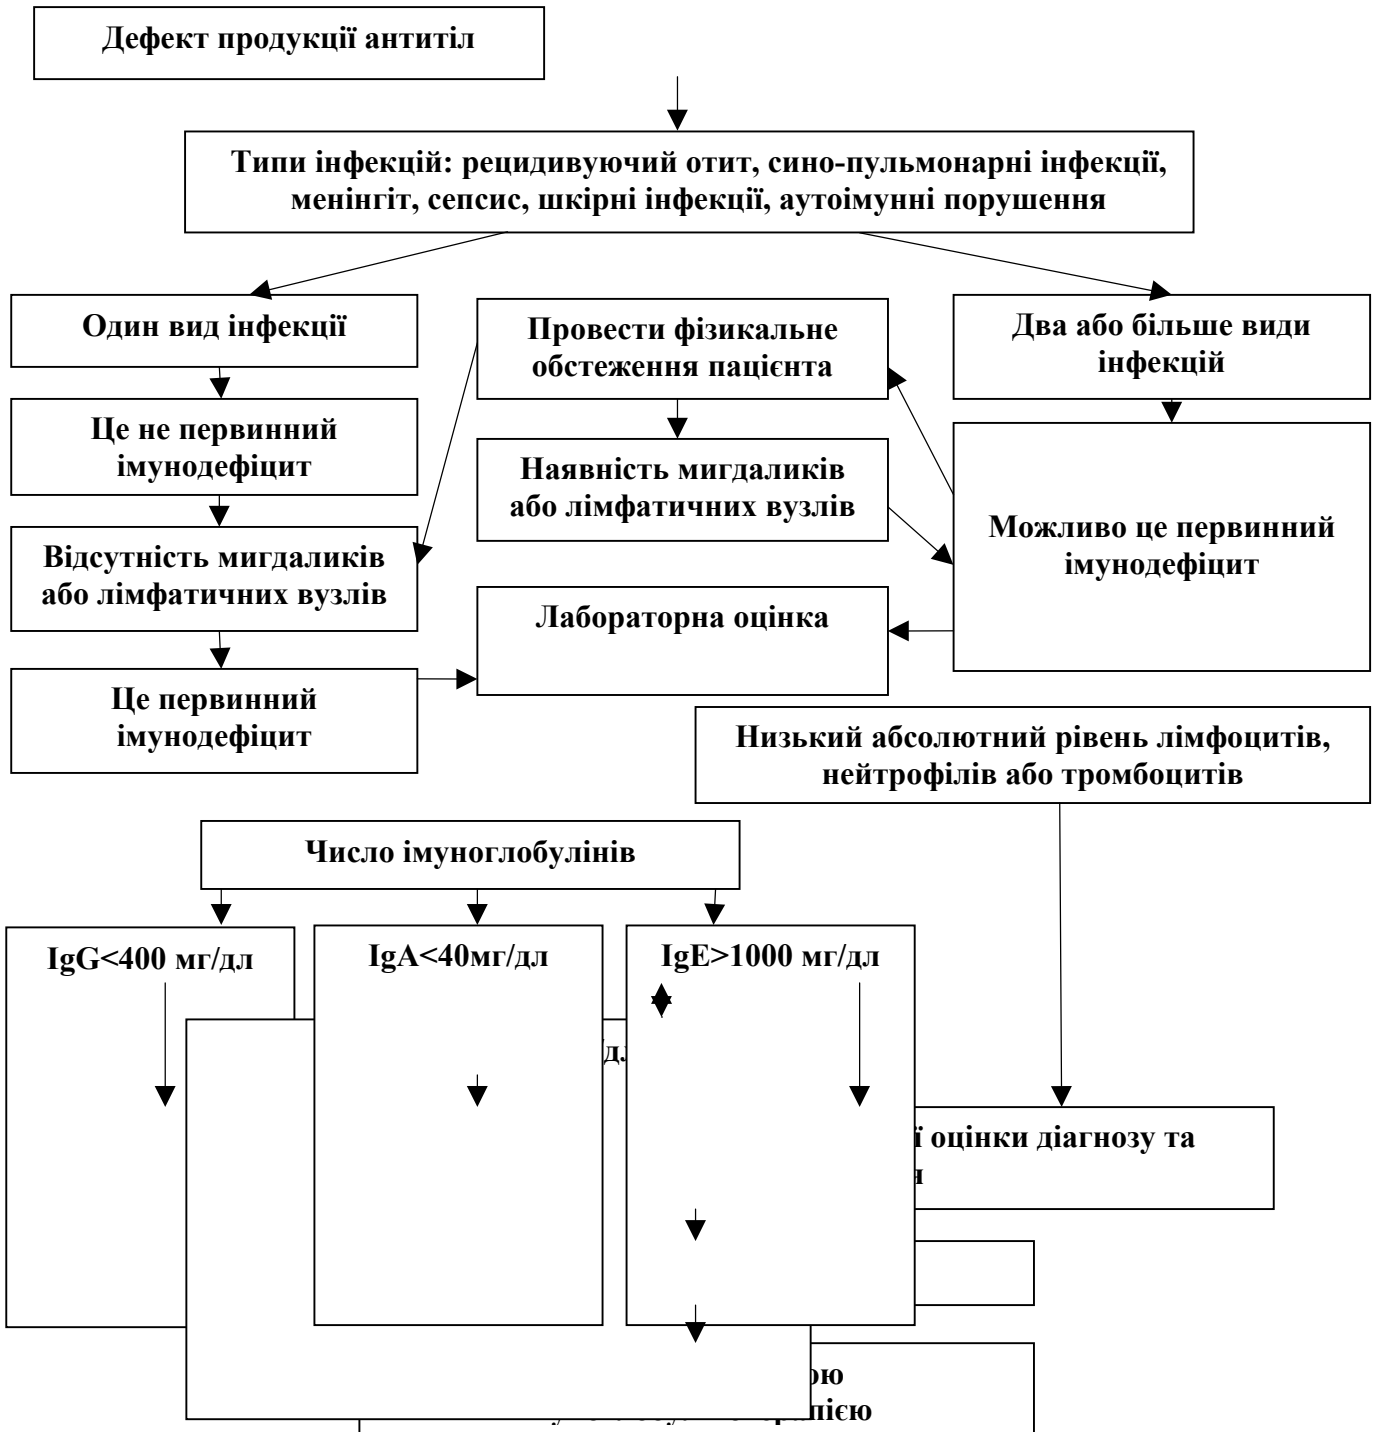 Дефект продукції антитіл
Типи інфекцій: рецидивуючий отит, сино-пульмонарні інфекції,
менінгіт, сепсис, шкірні інфекції, аутоімунні порушення
Один вид інфекції
Провести фізикальне
обстеження пацієнта
Два або більше види
інфекцій
Це не первинний
імунодефіцит
Наявність мигдаликів
або лімфатичних вузлів
Можливо це первинний
імунодефіцит
Відсутність мигдаликів
або лімфатичних вузлів
Лабораторна оцінка
Це первинний
імунодефіцит
Низький абсолютний рівень лімфоцитів,
нейтрофілів або тромбоцитів
Число імуноглобулінів
IgG<400 мг/дл
IgA<40мг/дл
IgE>1000 мг/дл
оцінки діагнозу та